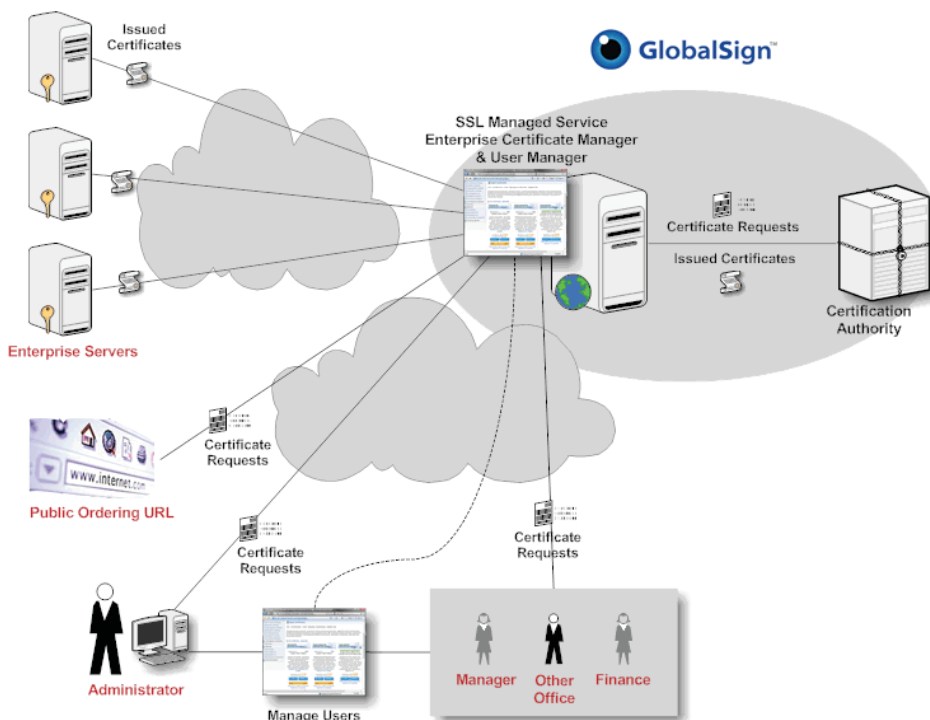 Issued
Certificates
GlobalSign™
SSL Managed Service
Enterprise Certificate Manager
& User Manager
Certificate Requests
Issued Certificates
Certification
Authority
Enterprise Servers
www.internet.com
Public Ordering URL
Certificate
Requests
Certificate
Requests
Certificate
Requests
Administrator
Manage Users
Manager
Other
Office
Finance